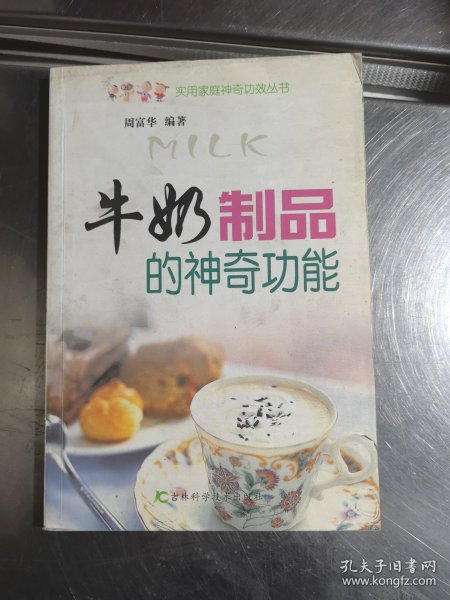 实用家庭神奇功效丛书
周富华 编著
MILK
牛奶制品
的神奇功能
吉林科学技术出版社
孔夫子旧书网
www.kongfz.com